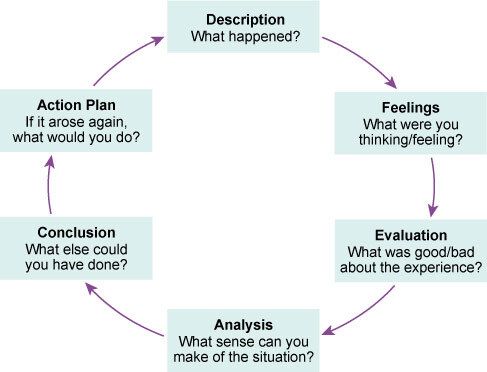 Description
What happened?
Feelings
What were you
thinking/feeling?
Evaluation
What was good/bad
about the experience?
Analysis
What sense can you
make of the situation?
Conclusion
What else could
you have done?
Action Plan
If it arose again,
what would you do?